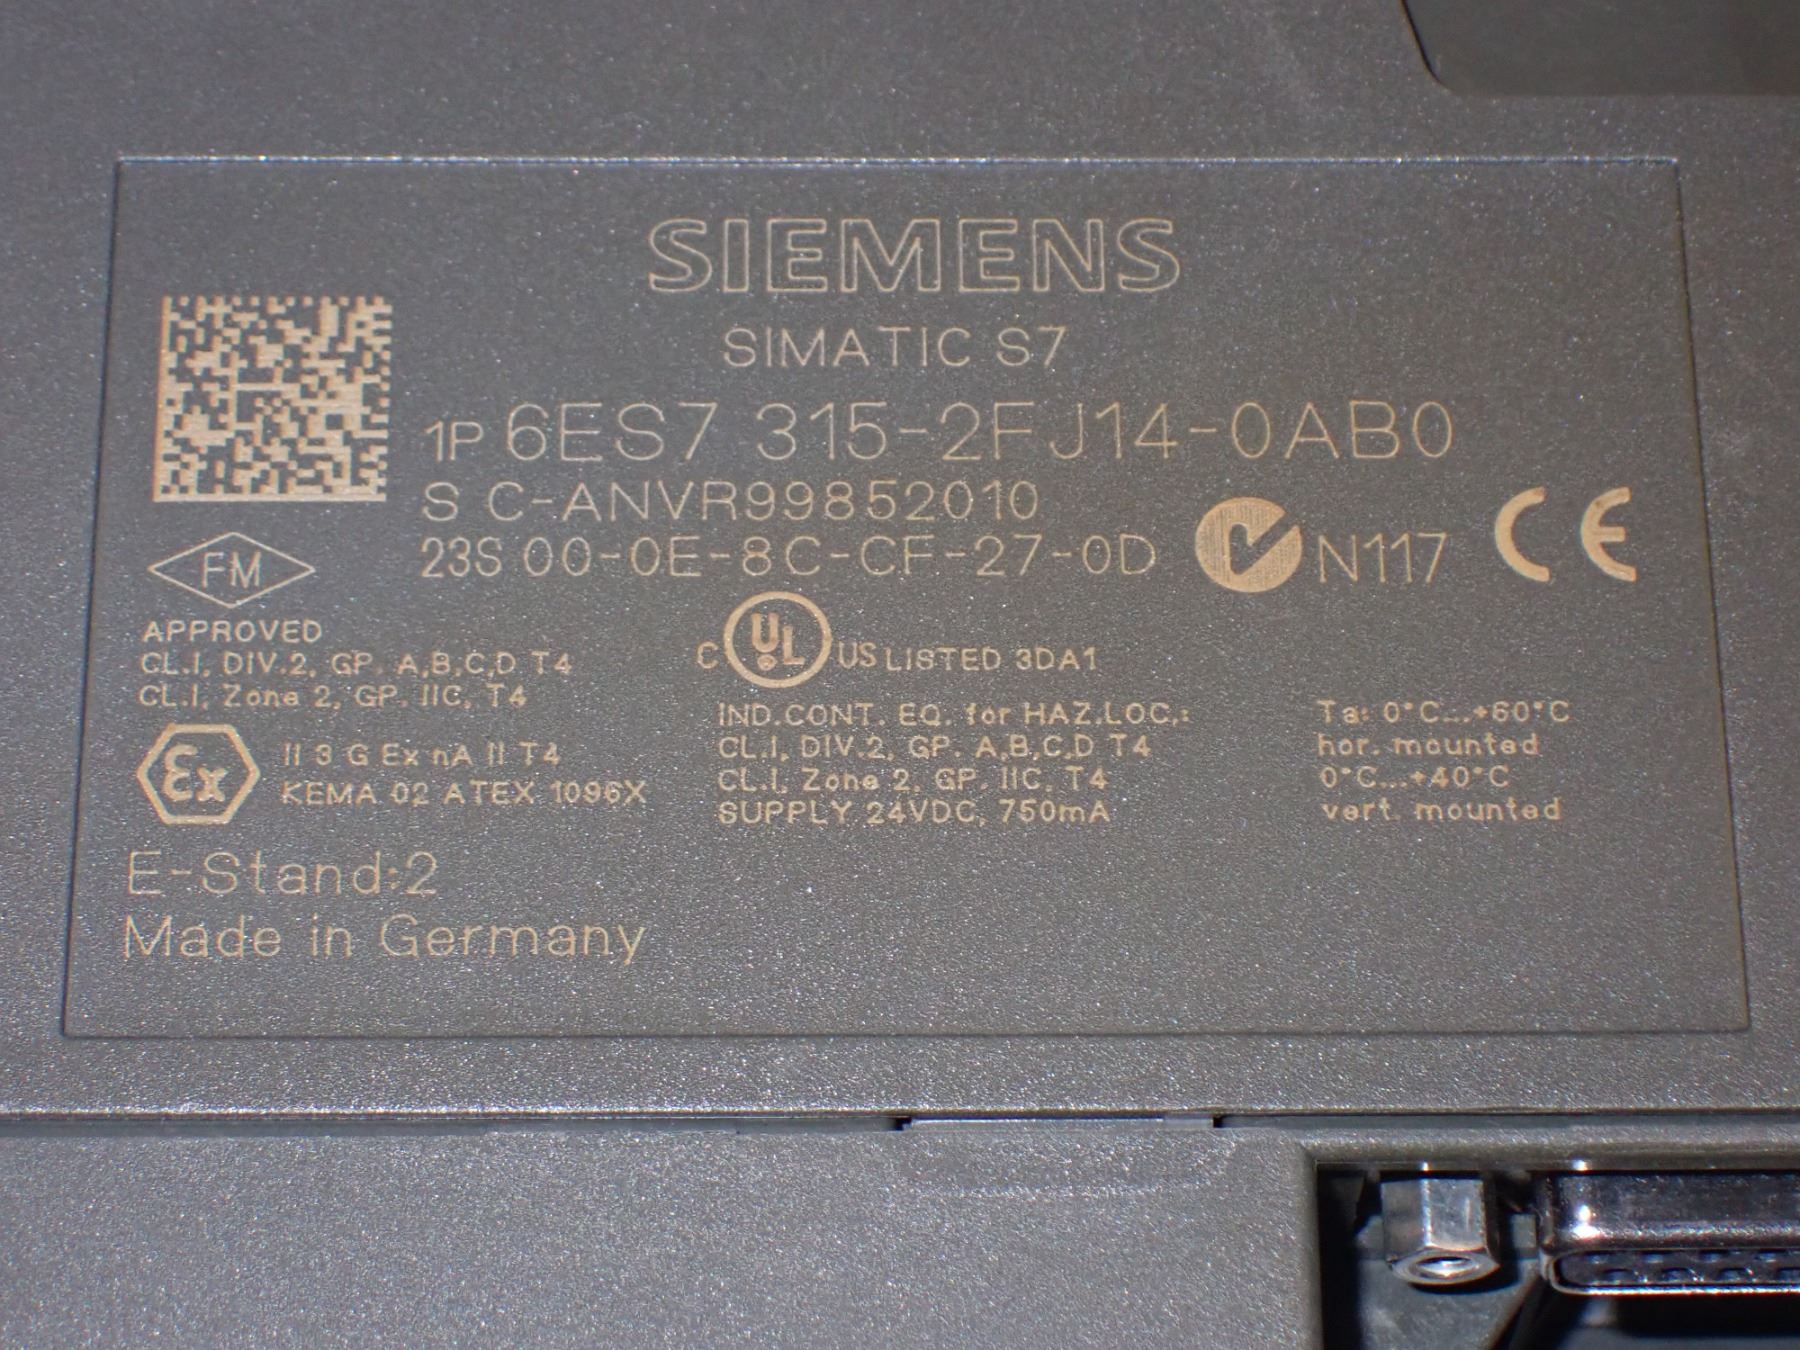 SIEMENS
SIMATIC S7
1P 6ES7 315-2FJ14-0AB0
S C-ANVR99852010
23S 00-0E-8C-CF-27-0D
N117 CE
FM
APPROVED
CL.I, DIV.2, GP. A,B,C,D T4
CL.I, Zone 2, GP. IIC, T4
Ex
II 3 G Ex nA II T4
KEMA 02 ATEX 1096X
C UL US LISTED 3DA1
IND.CONT. EQ. for HAZ.LOC.:
CL.I, DIV.2, GP. A,B,C,D T4
CL.I, Zone 2, GP. IIC, T4
SUPPLY 24VDC, 750mA
Ta: 0°C...+60°C
hor. mounted
0°C...+40°C
vert. mounted
E-Stand:2
Made in Germany